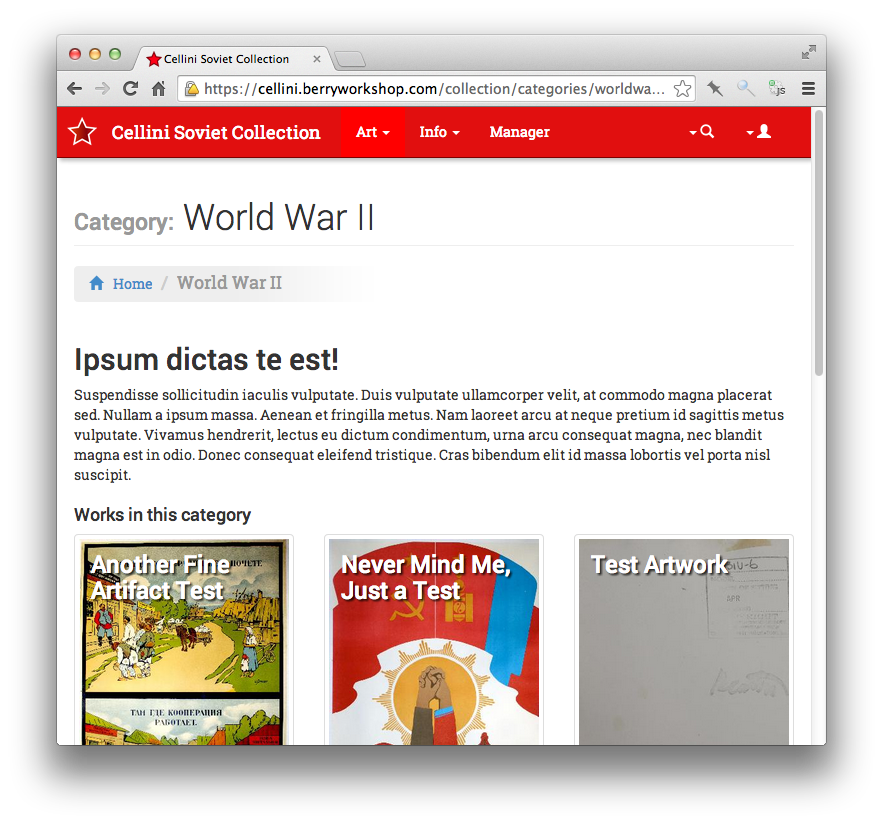 Cellini Soviet Collection
https://cellini.berryworkshop.com/collection/categories/worldwa...
js
Cellini Soviet Collection Art Info Manager
Category: World War II
Home / World War II
Ipsum dictas te est!
Suspendisse sollicitudin iaculis vulputate. Duis vulputate ullamcorper velit, at commodo magna placerat
sed. Nullam a ipsum massa. Aenean et fringilla metus. Nam laoreet arcu at neque pretium id sagittis metus
vulputate. Vivamus hendrerit, lectus eu dictum condimentum, urna arcu consequat magna, nec blandit
magna est in odio. Donec consequat eleifend tristique. Cras bibendum elit id massa lobortis vel porta nisl
suscipit.
Works in this category
Another Fine
Artifact Test
ТАМ ГДЕ КООПЕРАЦИЯ
РАБОТАЕТ.
Never Mind Me,
Just a Test
Test Artwork
APR